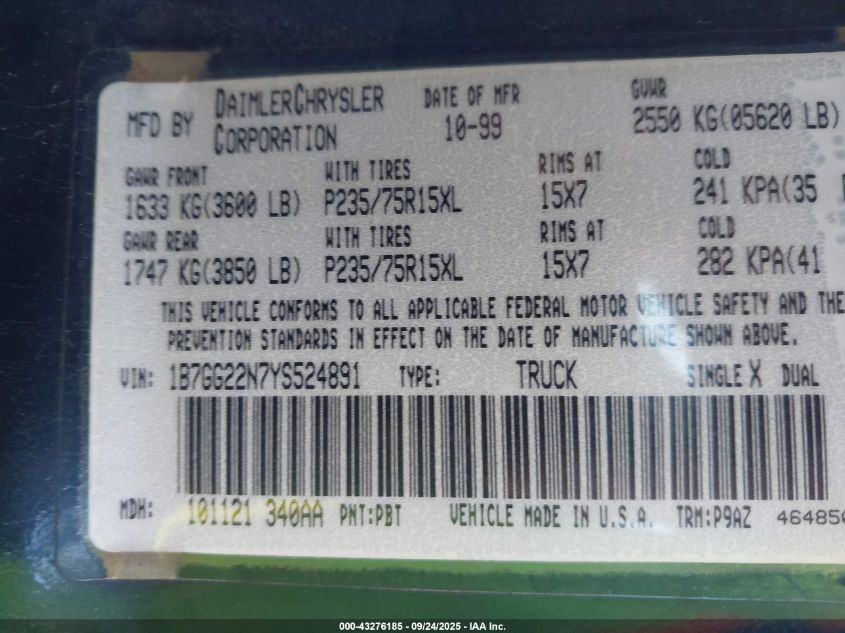 MFD BY DAIMLERCHRYSLER CORPORATION DATE OF MFR 10-99 GVWR 2550 KG(05620 LB)
GAWR FRONT WITH TIRES RIMS AT COLD
1633 KG(3600 LB) P235/75R15XL 15X7 241 KPA(35
GAWR REAR WITH TIRES RIMS AT COLD
1747 KG(3850 LB) P235/75R15XL 15X7 282 KPA(41
THIS VEHICLE CONFORMS TO ALL APPLICABLE FEDERAL MOTOR VEHICLE SAFETY AND THE
PREVENTION STANDARDS IN EFFECT ON THE DATE OF MANUFACTURE SHOWN ABOVE.
VIN: 1B7GG22N7YS524891 TYPE: TRUCK SINGLE X DUAL
MDH: 101121 340AA PNT:PBT VEHICLE MADE IN U.S.A. TRM:P9AZ 464850
000-43276185 - 09/24/2025 - IAA Inc.